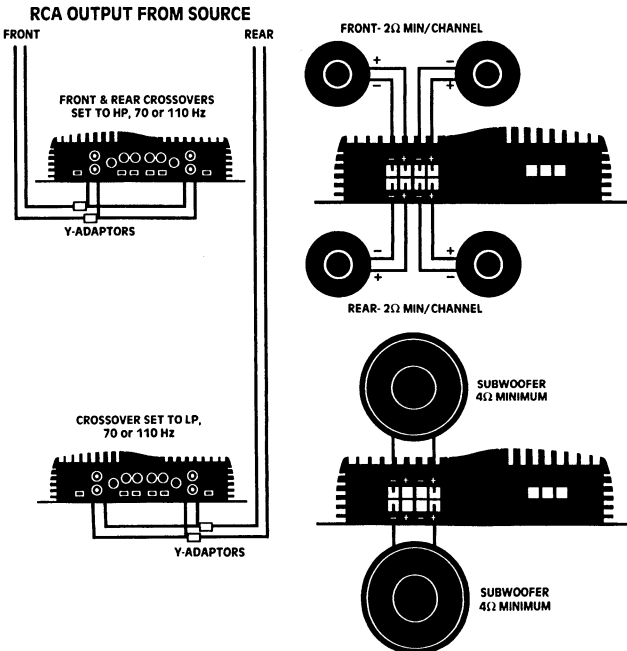 RCA OUTPUT FROM SOURCE
FRONT
REAR
FRONT & REAR CROSSOVERS
SET TO HP, 70 or 110 Hz
Y-ADAPTORS
FRONT- 2Ω MIN/CHANNEL
+
–
–
+
– + – +
– + – +
–
+
+
–
REAR- 2Ω MIN/CHANNEL
CROSSOVER SET TO LP,
70 or 110 Hz
Y-ADAPTORS
SUBWOOFER
4Ω MINIMUM
– + – +
– + – +
SUBWOOFER
4Ω MINIMUM